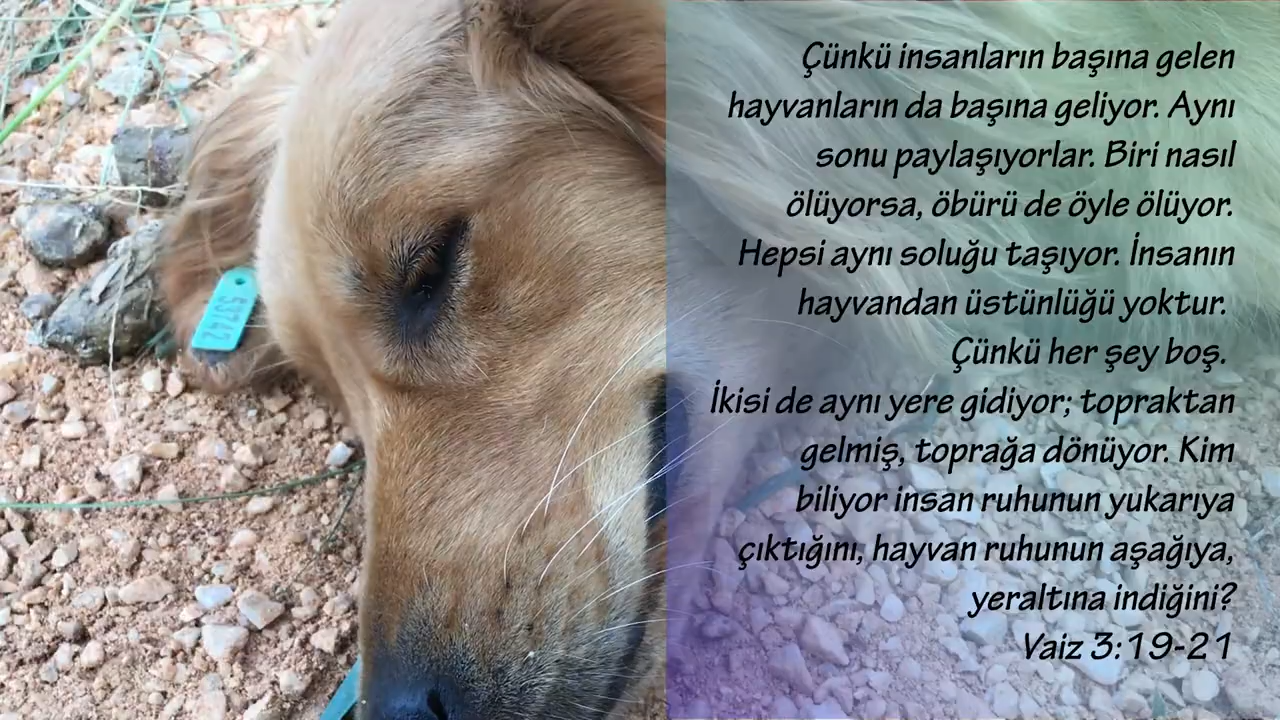 Çünkü insanların başına gelen
hayvanların da başına geliyor. Aynı
sonu paylaşıyorlar. Biri nasıl
ölüyorsa, öbürü de öyle ölüyor.
Hepsi aynı soluğu taşıyor. İnsanın
hayvandan üstünlüğü yoktur.
Çünkü her şey boş.
İkisi de aynı yere gidiyor; topraktan
gelmiş, toprağa dönüyor. Kim
biliyor insan ruhunun yukarıya
çıktığını, hayvan ruhunun aşağıya,
yeraltına indiğini?
Vaiz 3:19-21
53742